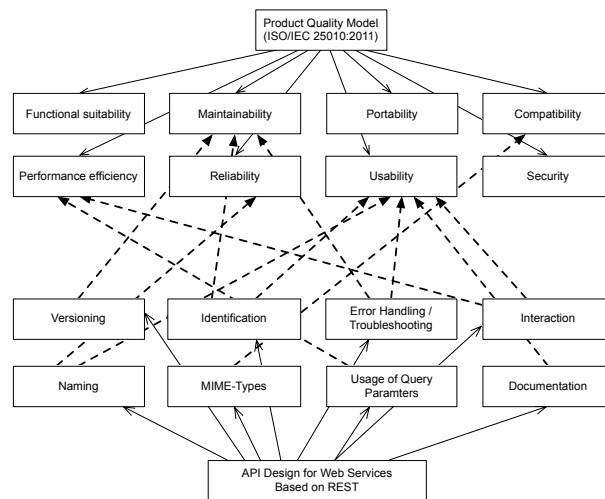 Product Quality Model
(ISO/IEC 25010:2011)
Functional suitability
Maintainability
Portability
Compatibility
Performance efficiency
Reliability
Usability
Security
Versioning
Identification
Error Handling /
Troubleshooting
Interaction
Naming
MIME-Types
Usage of Query
Paramters
Documentation
API Design for Web Services
Based on REST